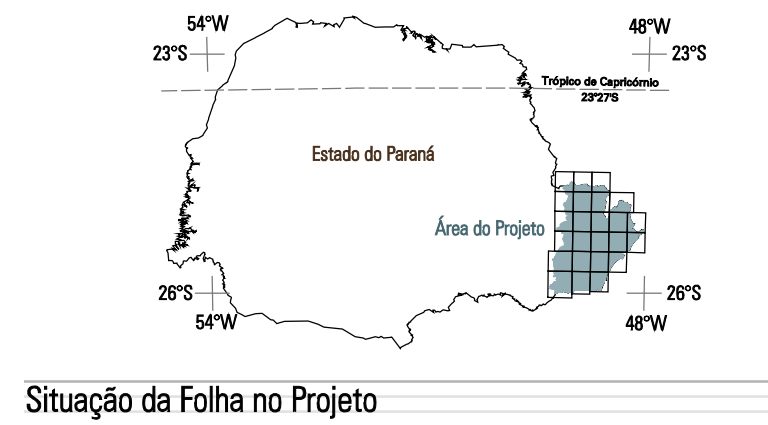 54°W
48°W
23°S
23°S
Trópico de Capricórnio
23°27'S
Estado do Paraná
Área do Projeto
26°S
26°S
54°W
48°W
Situação da Folha no Projeto